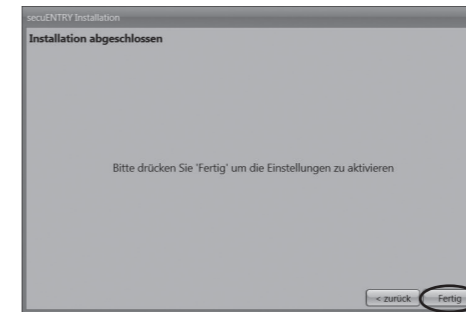 secuENTRY Installation
Installation abgeschlossen
Bitte drücken Sie 'Fertig' um die Einstellungen zu aktivieren
< zurück
Fertig